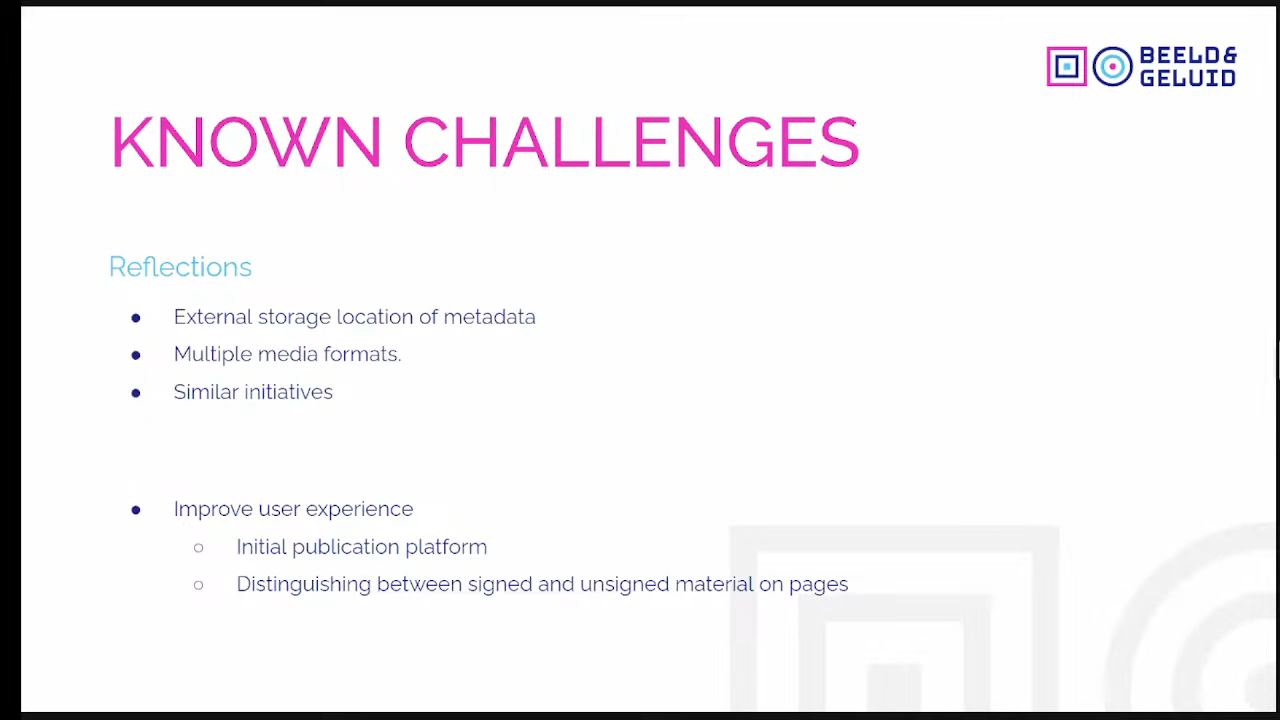 BEELD&
GELUID
KNOWN CHALLENGES
Reflections
● External storage location of metadata
● Multiple media formats.
● Similar initiatives
● Improve user experience
○ Initial publication platform
○ Distinguishing between signed and unsigned material on pages